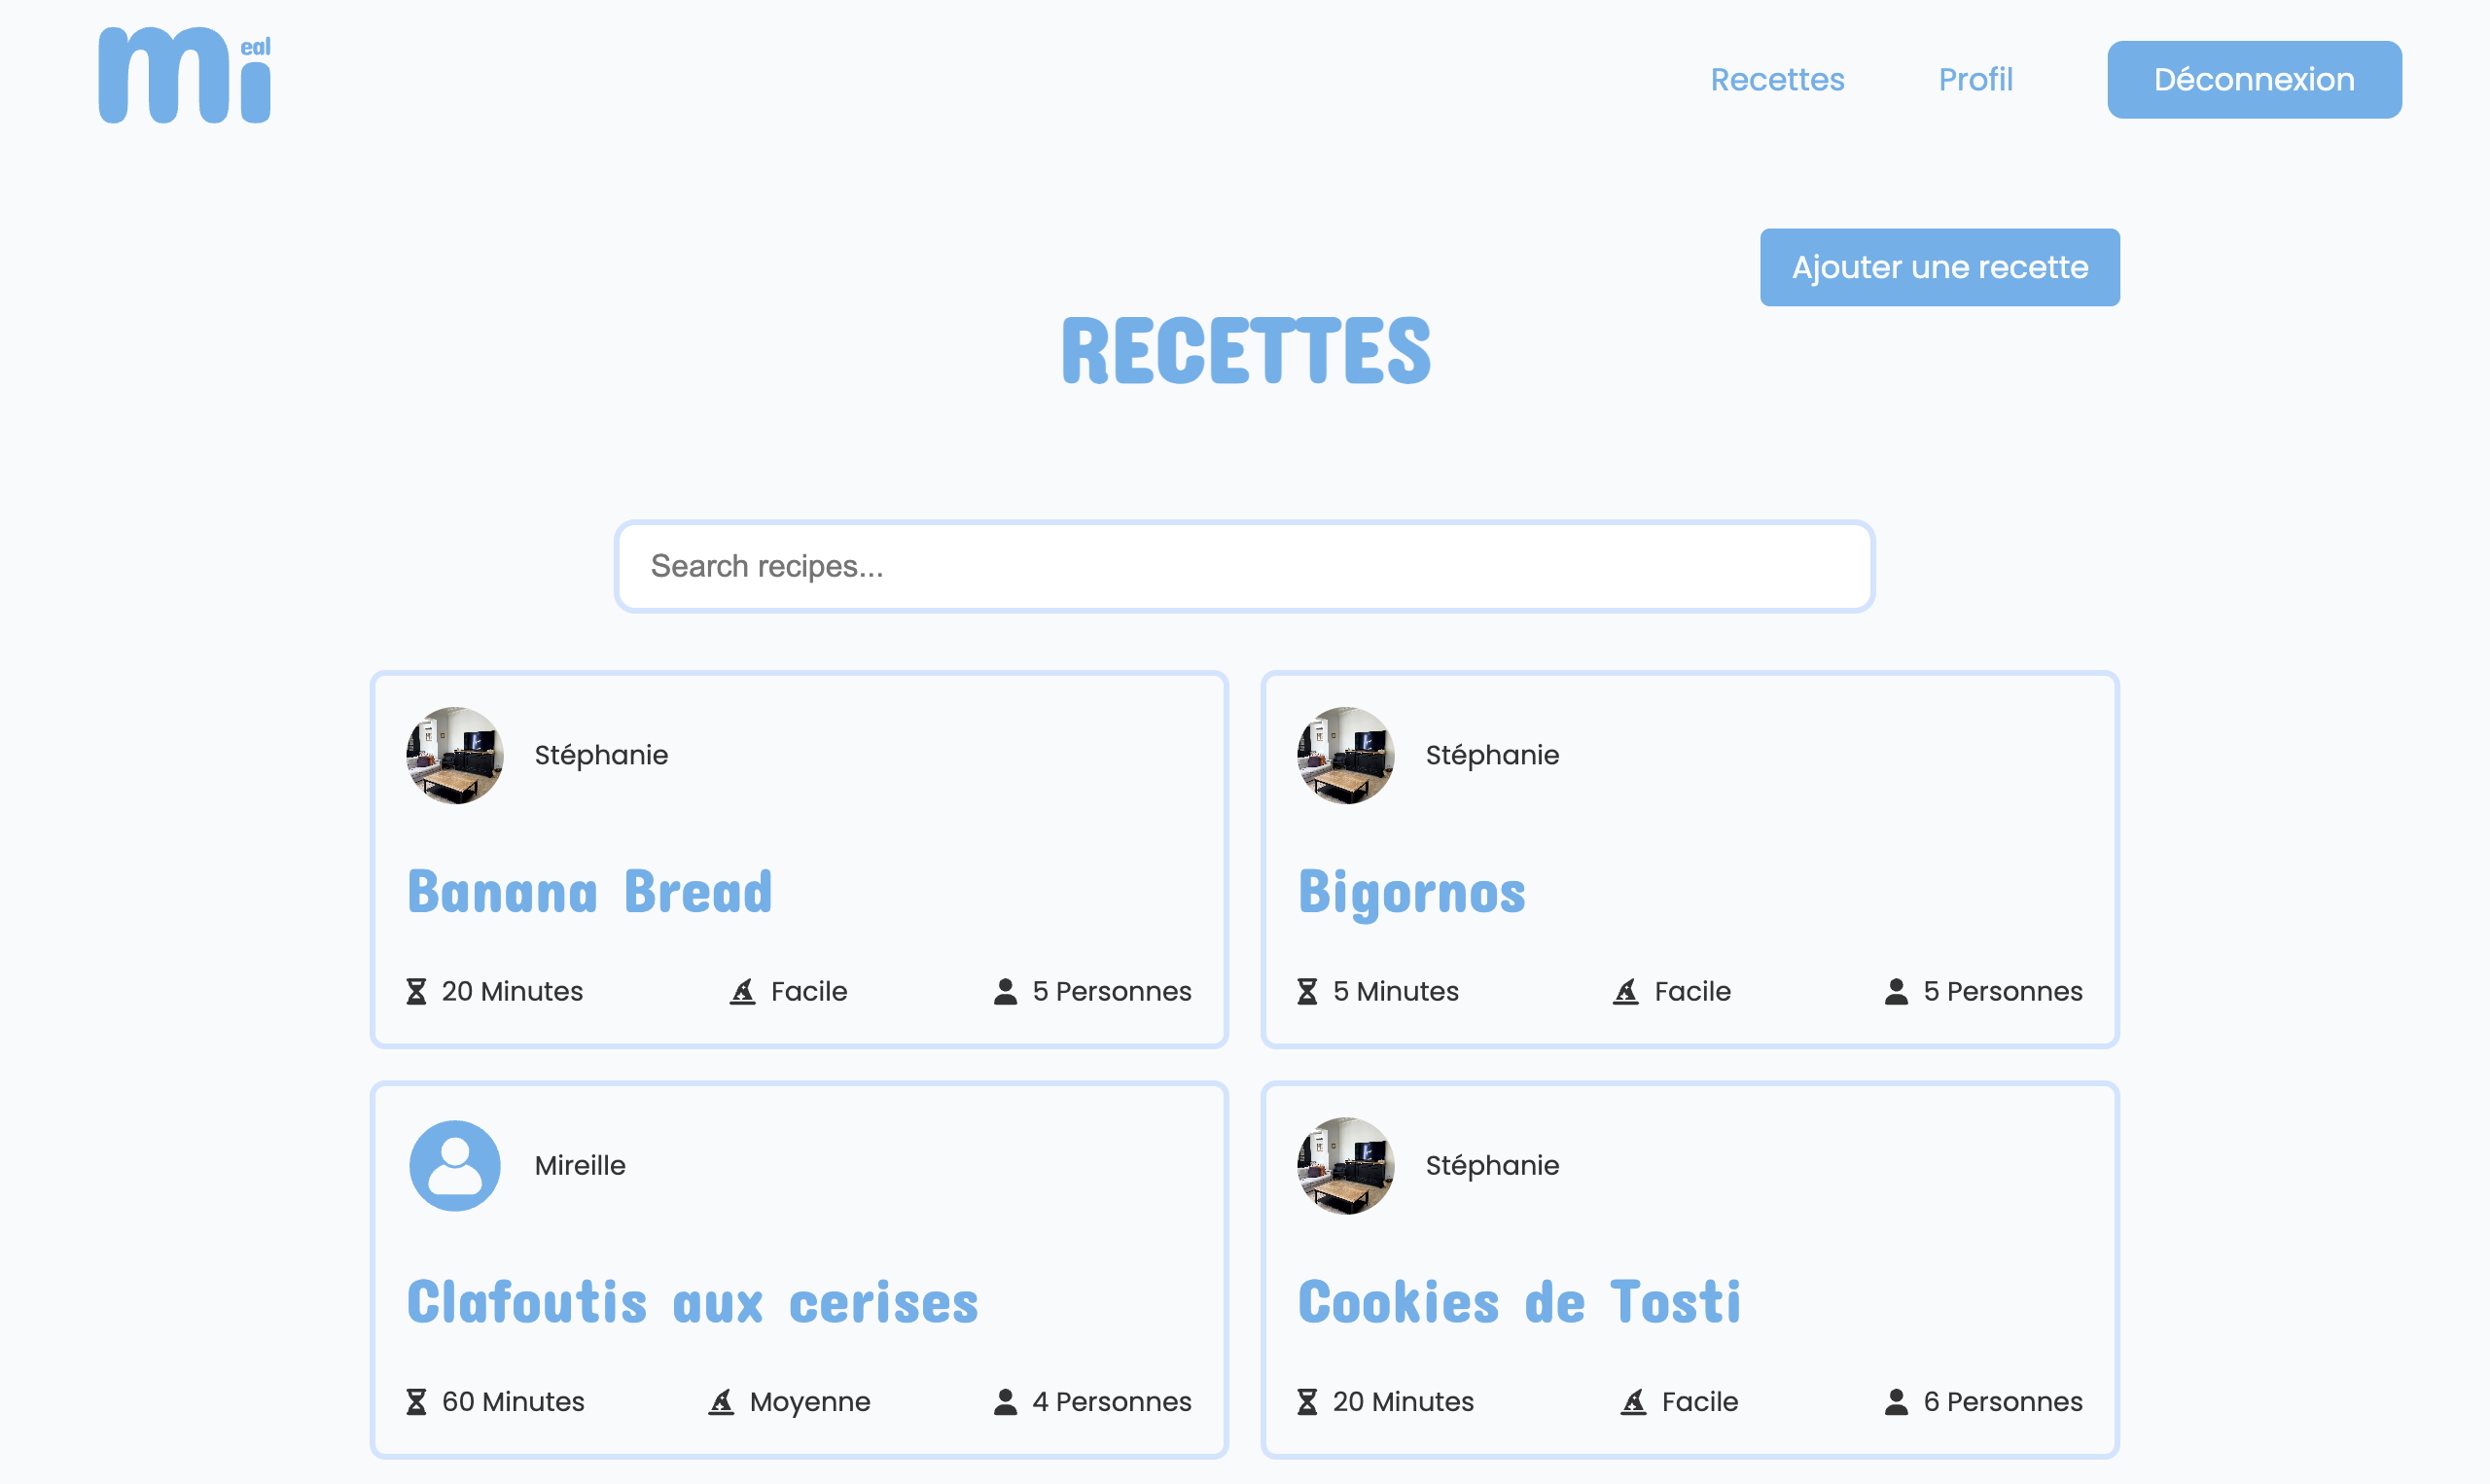 meal i
Recettes
Profil
Déconnexion
Ajouter une recette
RECETTES
Search recipes...
Stéphanie
Stéphanie
Banana Bread
Bigornos
20 Minutes
Facile
5 Personnes
5 Minutes
Facile
5 Personnes
Mireille
Stéphanie
Clafoutis aux cerises
Cookies de Tosti
60 Minutes
Moyenne
4 Personnes
20 Minutes
Facile
6 Personnes